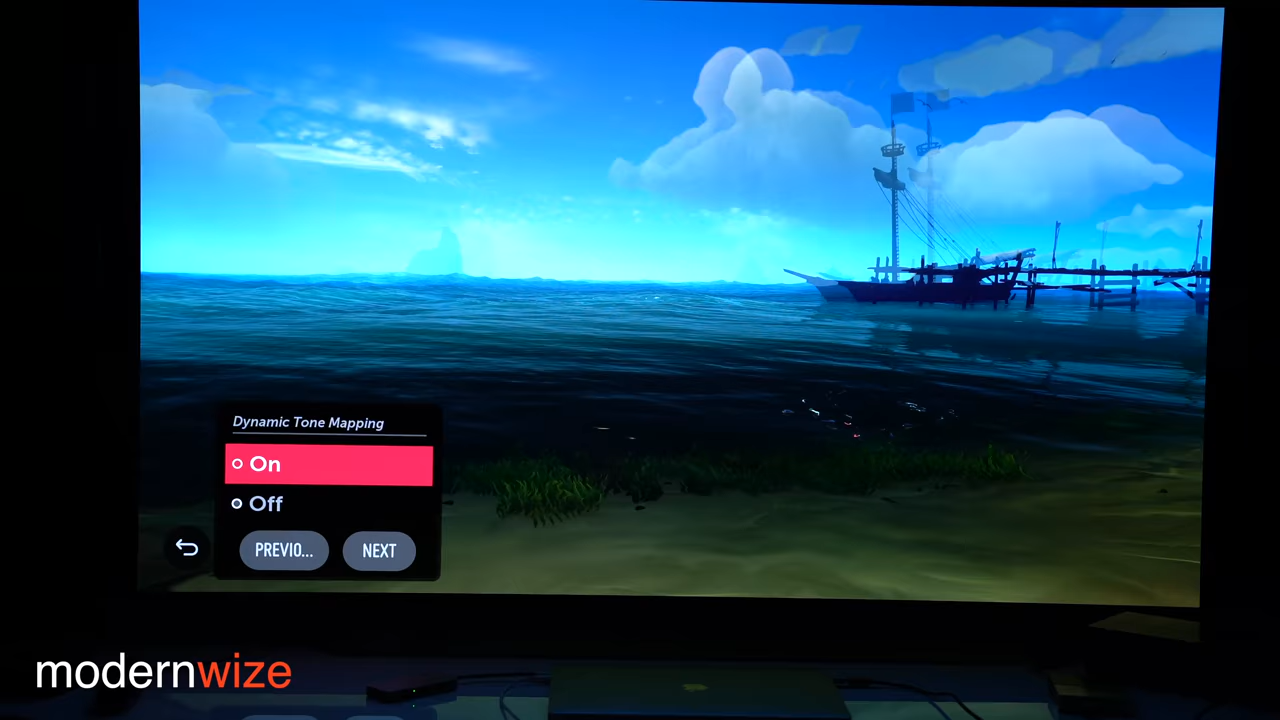 Dynamic Tone Mapping
On
Off
PREVIO...
NEXT
modernwize